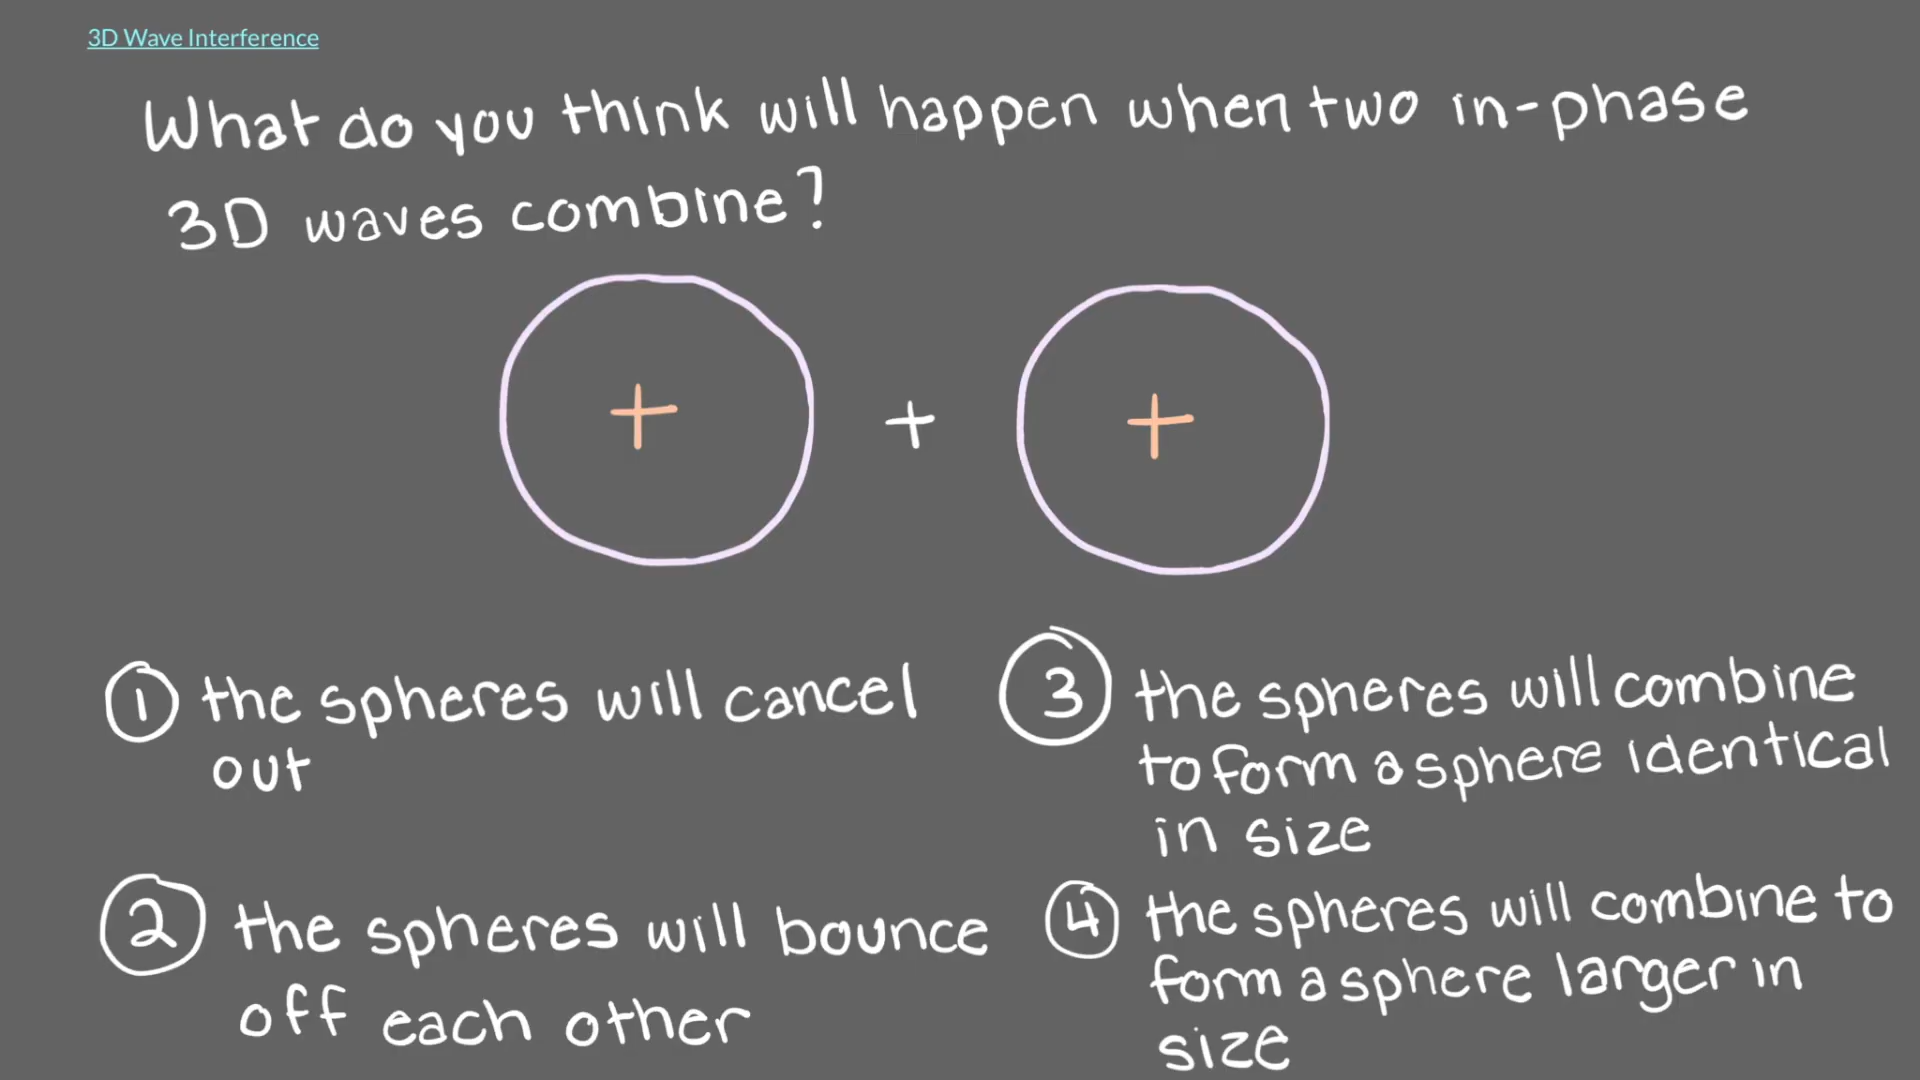 3D Wave Interference
What do you think will happen when two in-phase
3D waves combine?
+ + +
1 the spheres will cancel
out
2 the spheres will bounce
off each other
3 the spheres will combine
to form a sphere identical
in size
4 the spheres will combine to
form a sphere larger in
size